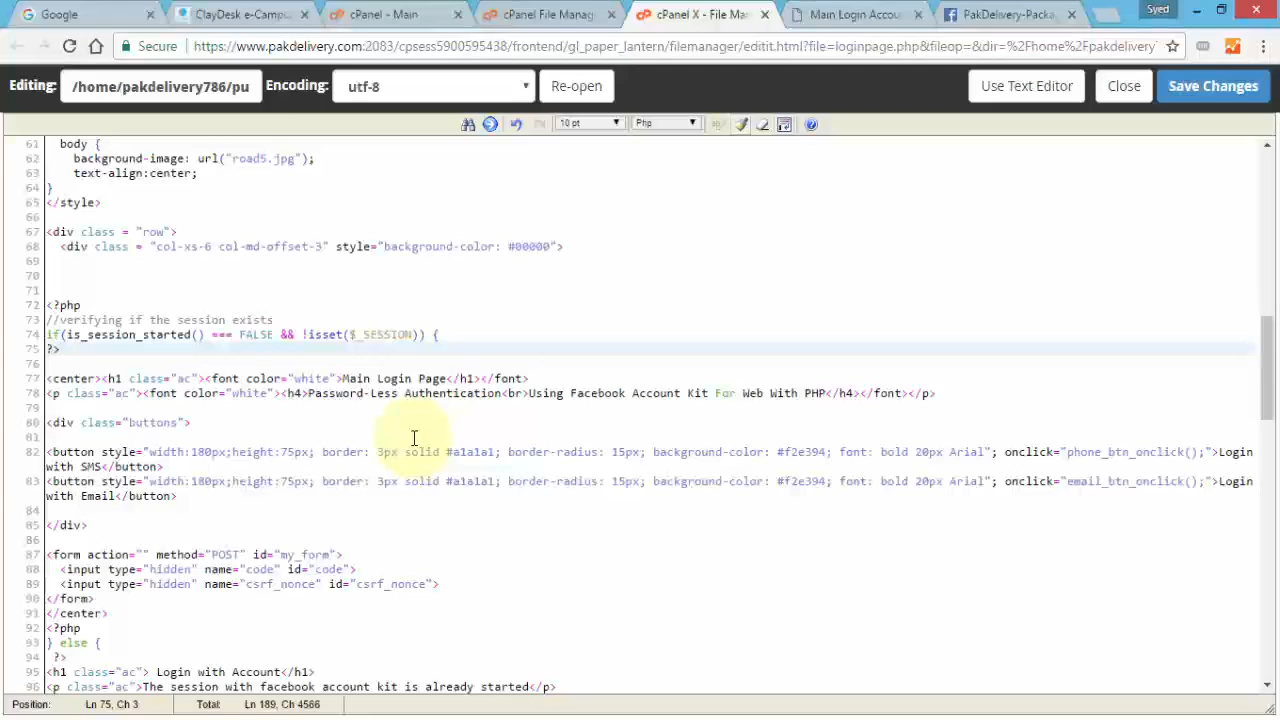 Google
ClayDesk e-Camp
cPanel - Main
cPanel File Manag
cPanel X - File Man
Main Login Accou
PakDelivery-Packa
Syed
Secure https://www.pakdelivery.com:2083/cpsess5900595438/frontend/gl_paper_lantern/filemanager/editit.html?file=loginpage.php&fileop=&dir=%2Fhome%2Fpakdelivery
Editing: /home/pakdelivery786/pu Encoding: utf-8 Re-open Use Text Editor Close Save Changes
10 pt Php
61 body {
62 background-image: url("road5.jpg");
63 text-align:center;
64 }
65 </style>
66
67 <div class = "row">
68 <div class = "col-xs-6 col-md-offset-3" style="background-color: #00000">
69
70
71
72 <?php
73 //verifying if the session exists
74 if(is_session_started() === FALSE && !isset($_SESSION)) {
75 ?>
76
77 <center><h1 class="ac"><font color="white">Main Login Page</h1></font>
78 <p class="ac"><font color="white"><h4>Password-Less Authentication<br>Using Facebook Account Kit For Web With PHP</h4></font></p>
79
80 <div class="buttons">
81
82 <button style="width:180px;height:75px; border: 3px solid #a1a1a1; border-radius: 15px; background-color: #f2e394; font: bold 20px Arial"; onclick="phone_btn_onclick();">Login
with SMS</button>
83 <button style="width:180px;height:75px; border: 3px solid #a1a1a1; border-radius: 15px; background-color: #f2e394; font: bold 20px Arial"; onclick="email_btn_onclick();">Login
with Email</button>
84
85 </div>
86
87 <form action="" method="POST" id="my_form">
88 <input type="hidden" name="code" id="code">
89 <input type="hidden" name="csrf_nonce" id="csrf_nonce">
90 </form>
91 </center>
92 <?php
93 } else {
94 ?>
95 <h1 class="ac"> Login with Account</h1>
96 <p class="ac">The session with facebook account kit is already started</p>
Position: Ln 75, Ch 3 Total: Ln 189, Ch 4566